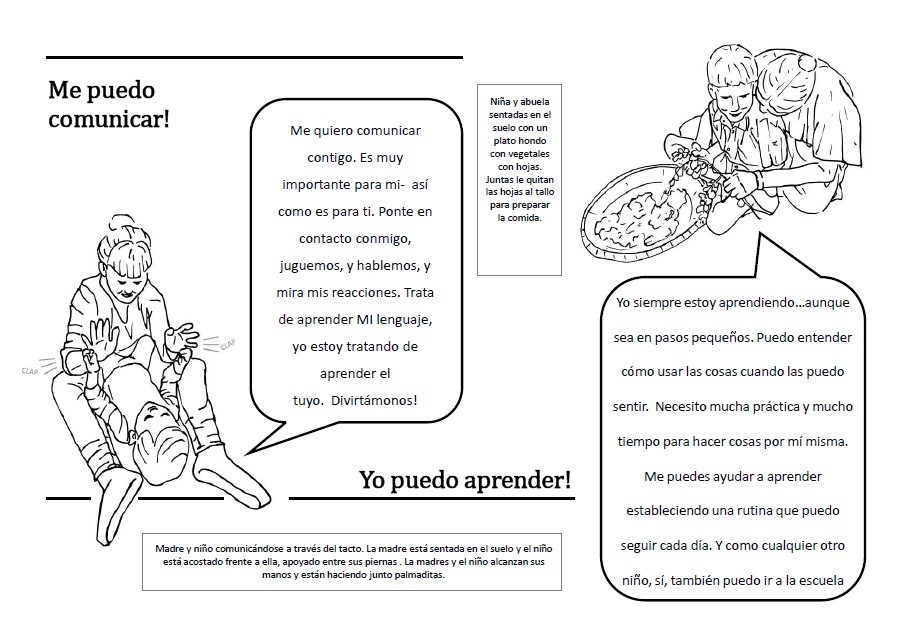 Me puedo
comunicar!
Me quiero comunicar
contigo. Es muy
importante para mi- así
como es para ti. Ponte en
contacto conmigo,
juguemos, y hablemos, y
mira mis reacciones. Trata
de aprender MI lenguaje,
yo estoy tratando de
aprender el
tuyo. Divirtámonos!
CLAP
CLAP
Madre y niño comunicándose a través del tacto. La madre está sentada en el suelo y el niño
está acostado frente a ella, apoyado entre sus piernas . La madres y el niño alcanzan sus
manos y están haciendo junto palmaditas.
Niña y abuela
sentadas en el
suelo con un
plato hondo
con vegetales
con hojas.
Juntas le quitan
las hojas al tallo
para preparar
la comida.
Yo puedo aprender!
Yo siempre estoy aprendiendo...aunque
sea en pasos pequeños. Puedo entender
cómo usar las cosas cuando las puedo
sentir. Necesito mucha práctica y mucho
tiempo para hacer cosas por mí misma.
Me puedes ayudar a aprender
estableciendo una rutina que puedo
seguir cada día. Y como cualquier otro
niño, sí, también puedo ir a la escuela